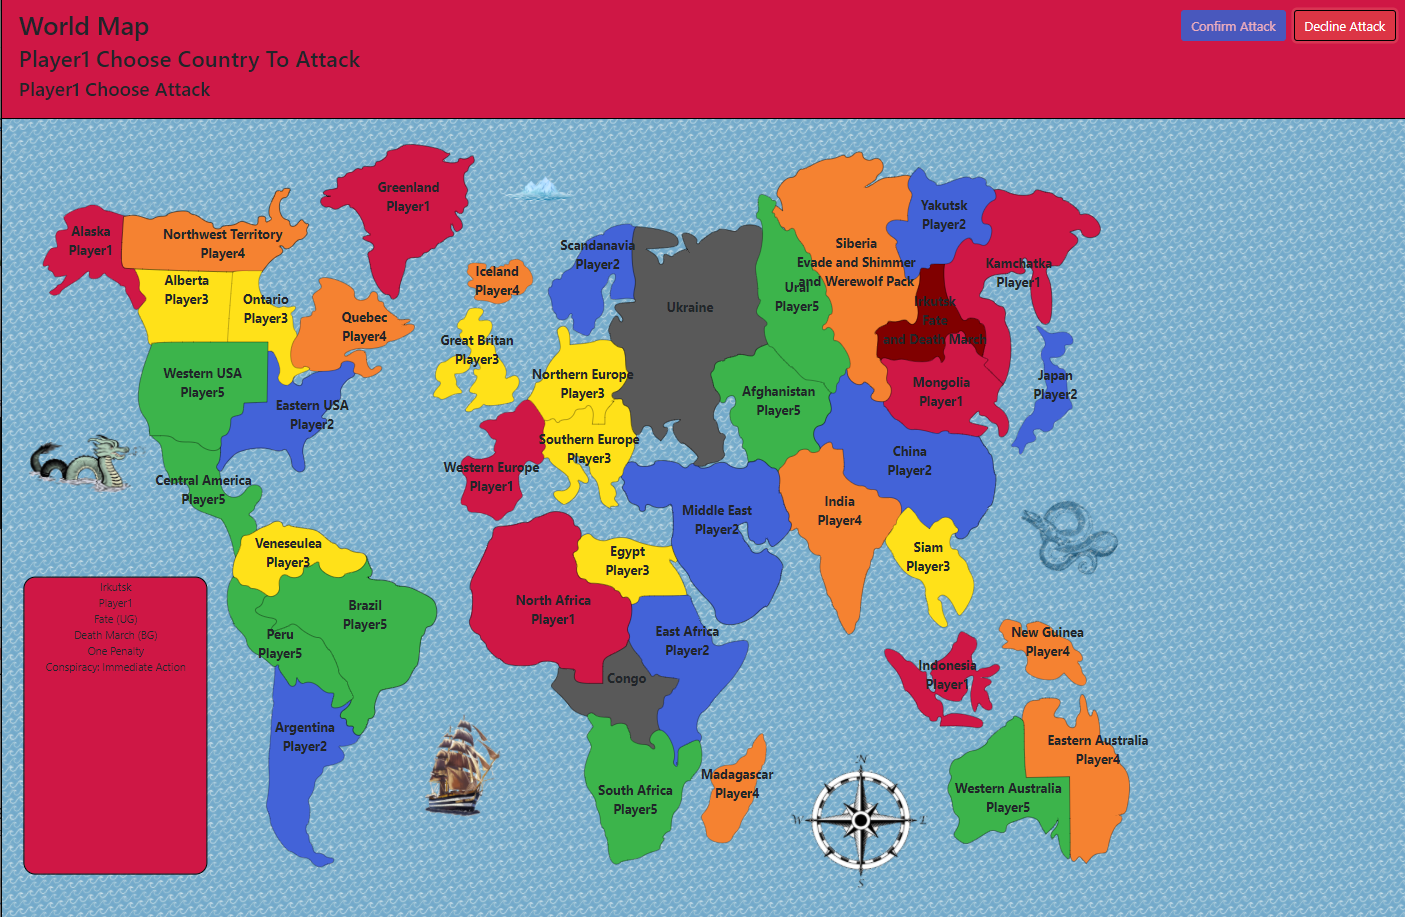 World Map
Confirm Attack
Decline Attack
Player1 Choose Country To Attack
Player1 Choose Attack
Greenland
Player1
Alaska
Player1
Northwest Territory
Player4
Alberta
Player3
Ontario
Player3
Quebec
Player4
Western USA
Player5
Eastern USA
Player2
Central America
Player5
Iceland
Player4
Scandanavia
Player2
Great Britan
Player3
Northern Europe
Player3
Southern Europe
Player3
Western Europe
Player1
Ukraine
Ural
Player5
Siberia
Evade and Shimmer
and Werewolf Pack
Yakutsk
Player2
Kamchatka
Player1
Irkutsk
Fate
and Death March
Mongolia
Player1
Japan
Player2
Afghanistan
Player5
China
Player2
Middle East
Player2
India
Player4
Siam
Player3
Veneseulea
Player3
Brazil
Player5
Peru
Player5
Argentina
Player2
North Africa
Player1
Egypt
Player3
East Africa
Player2
Congo
South Africa
Player5
Madagascar
Player4
Indonesia
Player1
New Guinea
Player4
Western Australia
Player5
Eastern Australia
Player4
Irkutsk
Player1
Fate (UG)
Death March (BG)
One Penalty
Conspiracy: Immediate Action
N
W
E
S